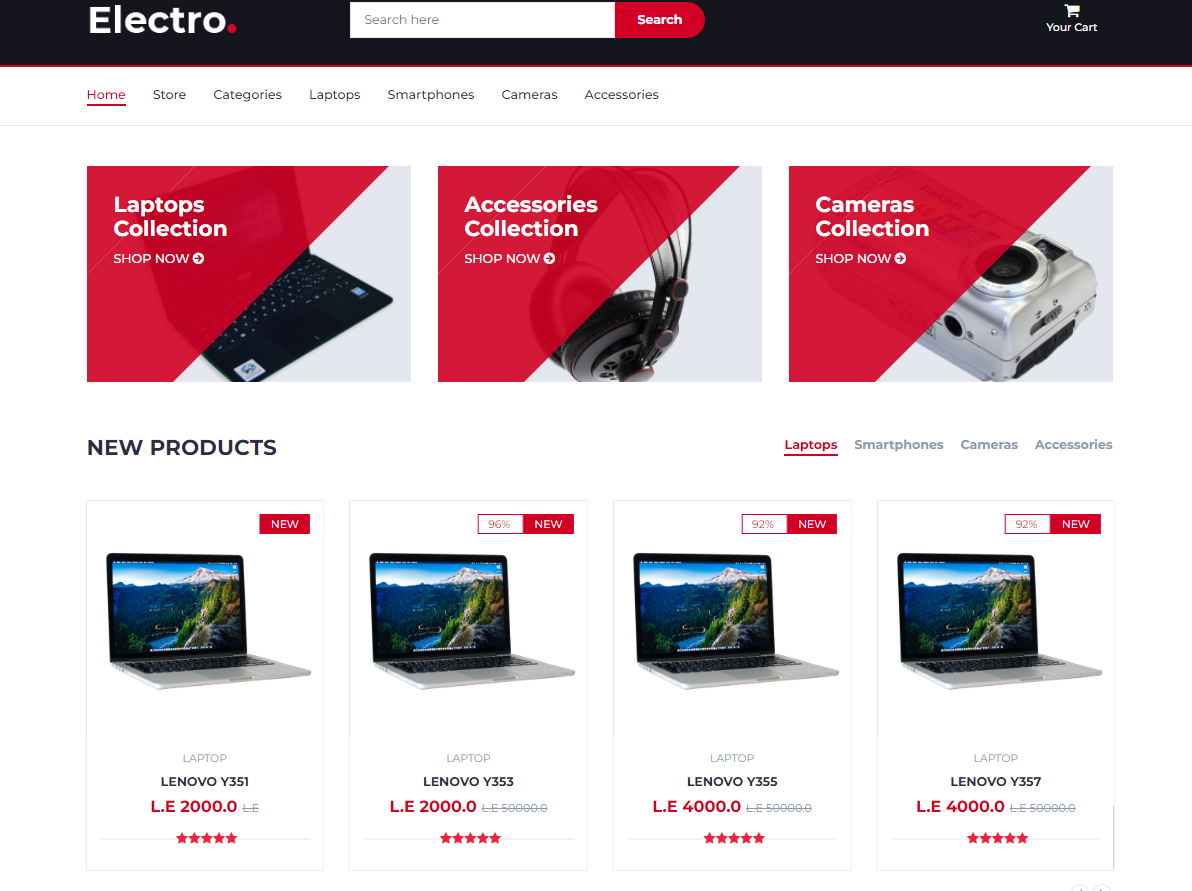 Electro.
Search here
Search
Your Cart
Home Store Categories Laptops Smartphones Cameras Accessories
Laptops
Collection
SHOP NOW
Accessories
Collection
SHOP NOW
Cameras
Collection
SHOP NOW
NEW PRODUCTS
Laptops Smartphones Cameras Accessories
NEW
LAPTOP
LENOVO Y351
L.E 2000.0 L.E
96% NEW
LAPTOP
LENOVO Y353
L.E 2000.0 L.E 50000.0
92% NEW
LAPTOP
LENOVO Y355
L.E 4000.0 L.E 50000.0
92% NEW
LAPTOP
LENOVO Y357
L.E 4000.0 L.E 50000.0